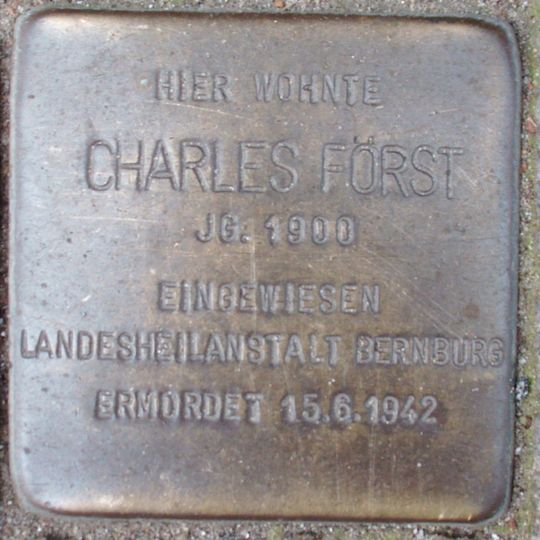 HIER WOHNTE
CHARLES FÖRST
JG. 1900
EINGEWIESEN
LANDESHEILANSTALT BERNBURG
ERMORDET 15.6.1942